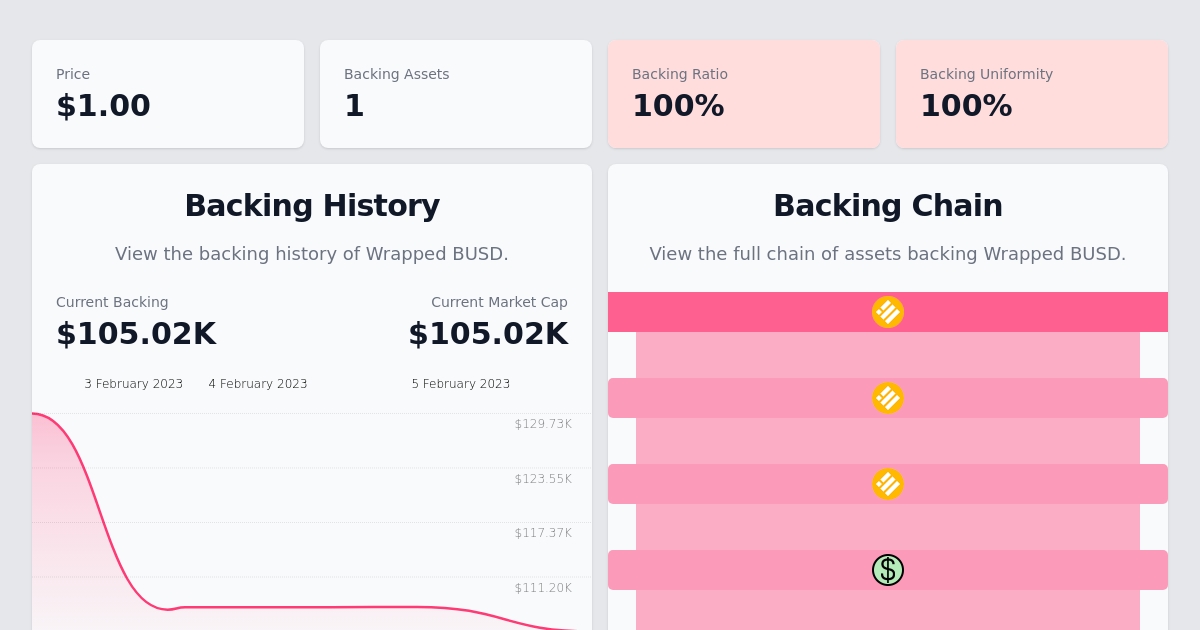 Price
$1.00
Backing Assets
1
Backing Ratio
100%
Backing Uniformity
100%
Backing History
View the backing history of Wrapped BUSD.
Current Backing
$105.02K
Current Market Cap
$105.02K
3 February 2023
4 February 2023
5 February 2023
$129.73K
$123.55K
$117.37K
$111.20K
Backing Chain
View the full chain of assets backing Wrapped BUSD.
$